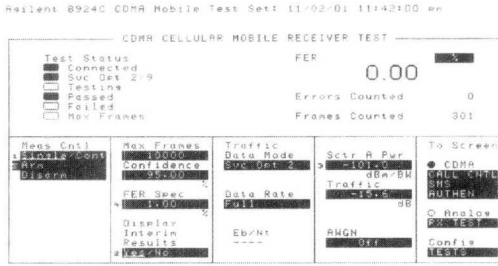 Agilent 8924C CDMA Mobile Test Set: 11/02/01 11:42:00 pm
CDMA CELLULAR MOBILE RECEIVER TEST
Test Status
Connected
Svc Opt 2/9
Testing
Passed
Failed
Max Frames
FER
%
0.00
Errors Counted 0
Frames Counted 301
Meas Cntl
Single/Cont
Arm
Disarm
Max Frames
10000
Confidence
95.00
%
FER Spec
1.00
%
Display
Interim
Results
Yes/No
Traffic
Data Mode
Svc Opt 2
Data Rate
Full
Eb/Nt
----
Sctr A Pwr
-101.0
dBm/BW
Traffic
-15.6
dB
AWGN
Off
To Screen
CDMA
CALL CNTL
SMS
AUTHEN
Analog
RX TEST
Config
TESTS